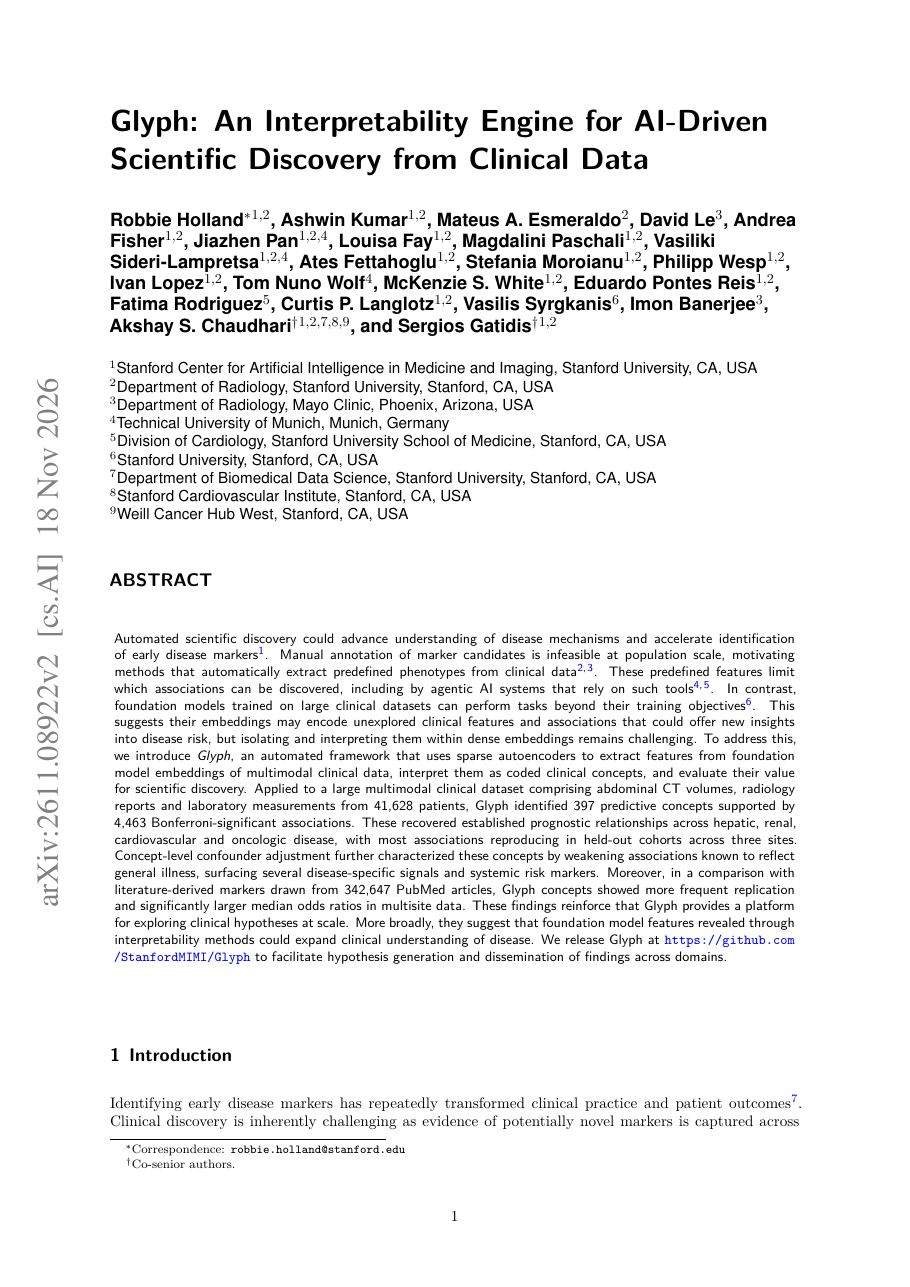 Glyph: An Interpretability Engine for AI-Driven
Scientific Discovery from Clinical Data
Robbie Holland∗1,2, Ashwin Kumar1,2, Mateus A. Esmeraldo2, David Le3, Andrea
Fisher1,2, Jiazhen Pan1,2,4, Louisa Fay1,2, Magdalini Paschali1,2, Vasiliki
Sideri-Lampretsa1,2,4, Ates Fettahoglu1,2, Stefania Moroianu1,2, Philipp Wesp1,2,
Ivan Lopez1,2, Tom Nuno Wolf4, McKenzie S. White1,2, Eduardo Pontes Reis1,2,
Fatima Rodriguez5, Curtis P. Langlotz1,2, Vasilis Syrgkanis6, Imon Banerjee3,
Akshay S. Chaudhari†1,2,7,8,9, and Sergios Gatidis†1,2
1Stanford Center for Artificial Intelligence in Medicine and Imaging, Stanford University, CA, USA
2Department of Radiology, Stanford University, Stanford, CA, USA
3Department of Radiology, Mayo Clinic, Phoenix, Arizona, USA
4Technical University of Munich, Munich, Germany
5Division of Cardiology, Stanford University School of Medicine, Stanford, CA, USA
6Stanford University, Stanford, CA, USA
7Department of Biomedical Data Science, Stanford University, Stanford, CA, USA
8Stanford Cardiovascular Institute, Stanford, CA, USA
9Weill Cancer Hub West, Stanford, CA, USA
arXiv:2611.08922v2 [cs.AI] 18 Nov 2026
ABSTRACT
Automated scientific discovery could advance understanding of disease mechanisms and accelerate identification
of early disease markers1. Manual annotation of marker candidates is infeasible at population scale, motivating
methods that automatically extract predefined phenotypes from clinical data2,3. These predefined features limit
which associations can be discovered, including by agentic AI systems that rely on such tools4,5. In contrast,
foundation models trained on large clinical datasets can perform tasks beyond their training objectives6. This
suggests their embeddings may encode unexplored clinical features and associations that could offer new insights
into disease risk, but isolating and interpreting them within dense embeddings remains challenging. To address this,
we introduce Glyph, an automated framework that uses sparse autoencoders to extract features from foundation
model embeddings of multimodal clinical data, interpret them as coded clinical concepts, and evaluate their value
for scientific discovery. Applied to a large multimodal clinical dataset comprising abdominal CT volumes, radiology
reports and laboratory measurements from 41,628 patients, Glyph identified 397 predictive concepts supported by
4,463 Bonferroni-significant associations. These recovered established prognostic relationships across hepatic, renal,
cardiovascular and oncologic disease, with most associations reproducing in held-out cohorts across three sites.
Concept-level confounder adjustment further characterized these concepts by weakening associations known to reflect
general illness, surfacing several disease-specific signals and systemic risk markers. Moreover, in a comparison with
literature-derived markers drawn from 342,647 PubMed articles, Glyph concepts showed more frequent replication
and significantly larger median odds ratios in multisite data. These findings reinforce that Glyph provides a platform
for exploring clinical hypotheses at scale. More broadly, they suggest that foundation model features revealed through
interpretability methods could expand clinical understanding of disease. We release Glyph at https://github.com
/StanfordMIMI/Glyph to facilitate hypothesis generation and dissemination of findings across domains.
1 Introduction
Identifying early disease markers has repeatedly transformed clinical practice and patient outcomes7.
Clinical discovery is inherently challenging as evidence of potentially novel markers is captured across
∗Correspondence: robbie.holland@stanford.edu
†Co-senior authors.
1